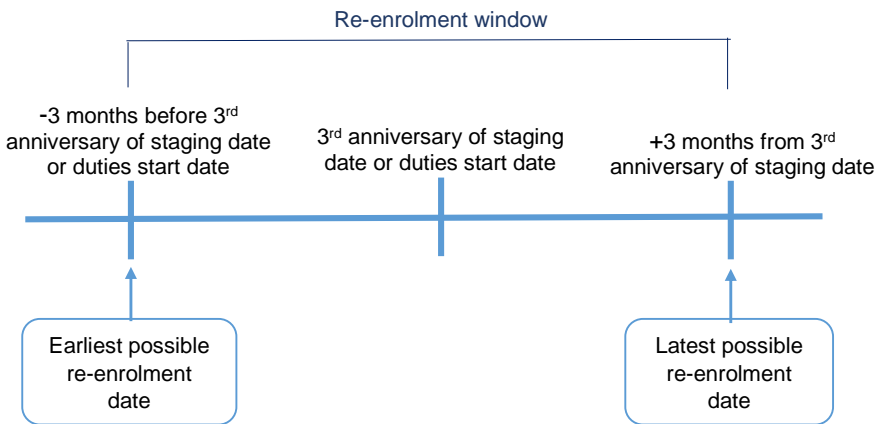 Re-enrolment window
-3 months before 3rd
anniversary of staging date
or duties start date
3rd anniversary of staging
date or duties start date
+3 months from 3rd
anniversary of staging date
Earliest possible
re-enrolment
date
Latest possible
re-enrolment
date